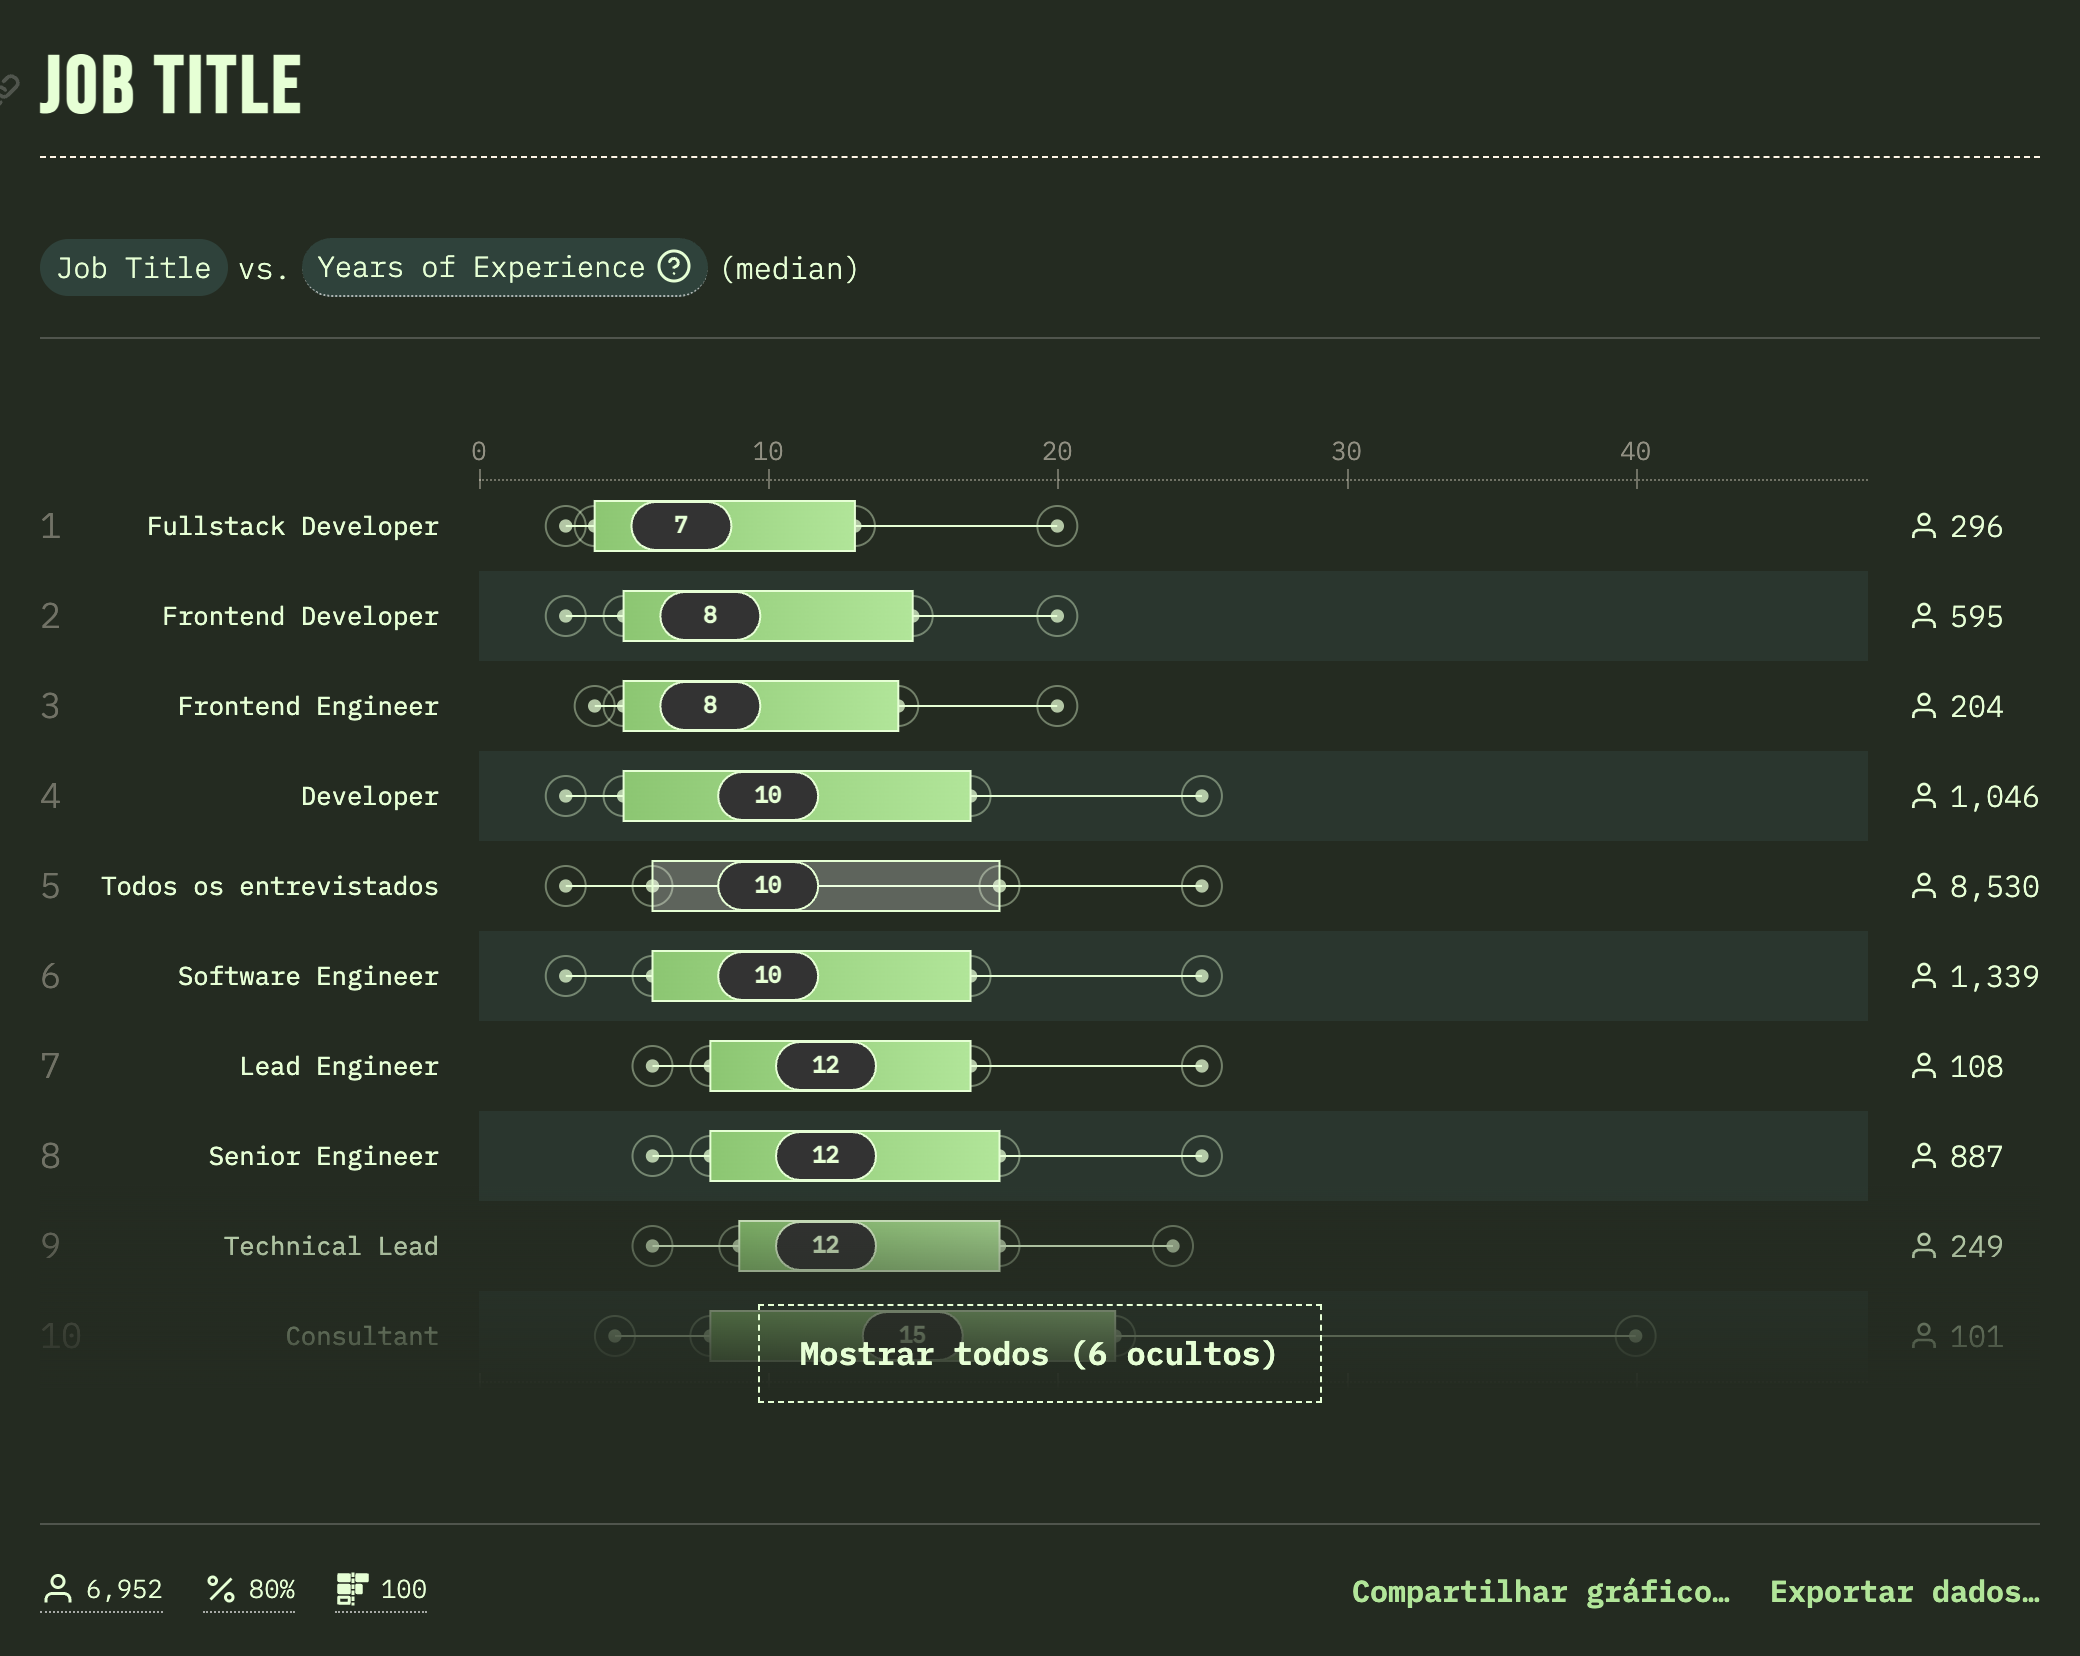 JOB TITLE
Job Title vs. Years of Experience ? (median)
0 10 20 30 40
1 Fullstack Developer 7 296
2 Frontend Developer 8 595
3 Frontend Engineer 8 204
4 Developer 10 1,046
5 Todos os entrevistados 10 8,530
6 Software Engineer 10 1,339
7 Lead Engineer 12 108
8 Senior Engineer 12 887
9 Technical Lead 12 249
10 Consultant 15 101
Mostrar todos (6 ocultos)
6,952 80% 100 Compartilhar gráfico… Exportar dados…